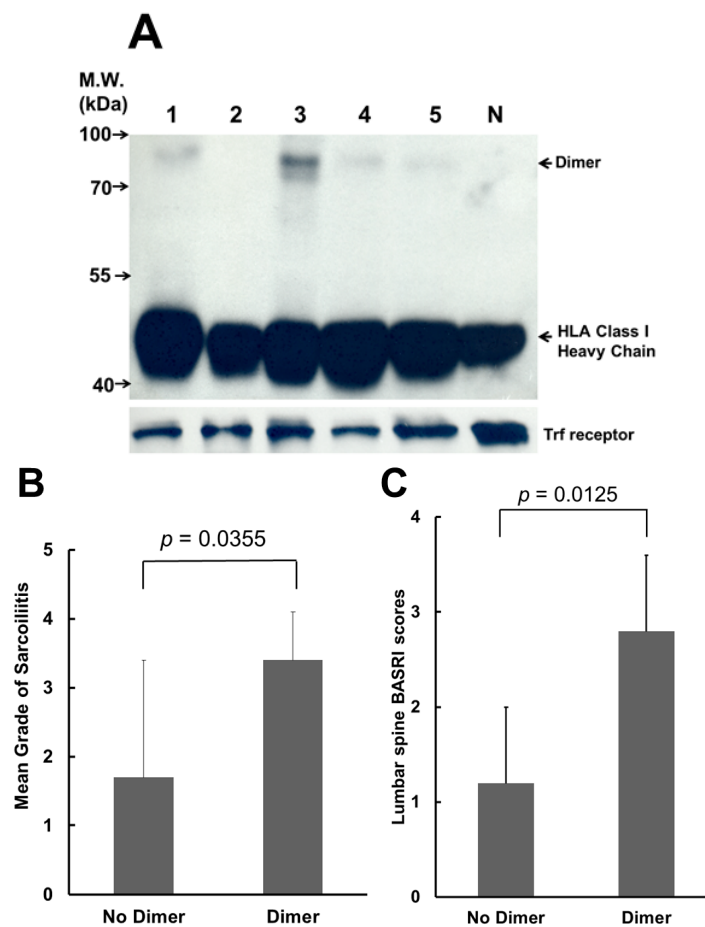 A
M.W.
(kDa)
1 2 3 4 5 N
100
Dimer
70
55
HLA Class I
Heavy Chain
40
Trf receptor
B
C
p = 0.0355
p = 0.0125
Mean Grade of Sarcoiliitis
5
4
3
2
1
0
No Dimer Dimer
Lumbar spine BASRI scores
4
3
2
1
0
No Dimer Dimer